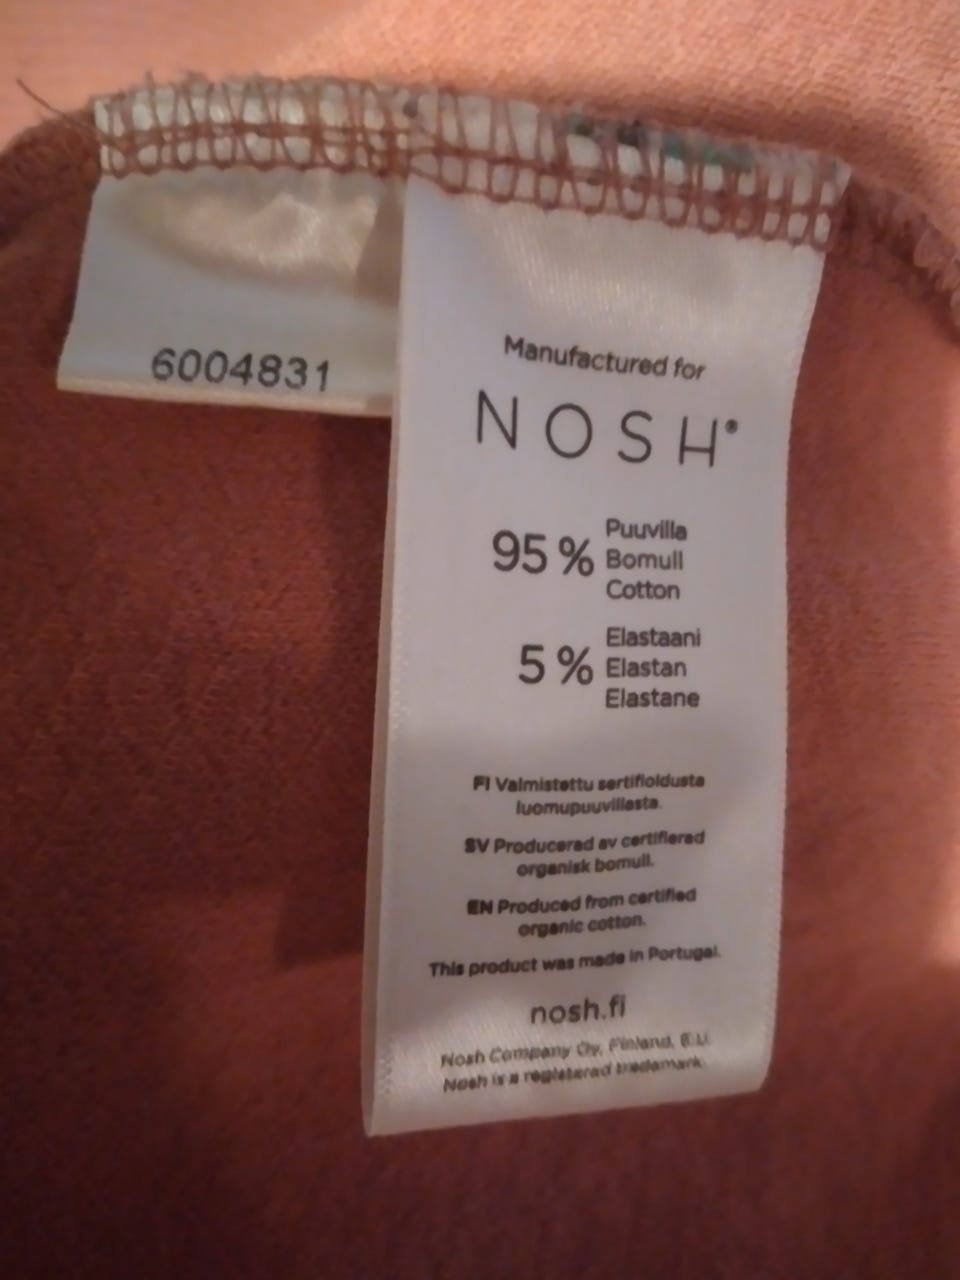 6004831
Manufactured for
NOSH®
95 %
Puuvilla
Bomull
Cotton
5 %
Elastaani
Elastan
Elastane
FI Valmistettu sertifioidusta
luomupuuvillasta.
SV Producerad av certifierad
organisk bomull.
EN Produced from certified
organic cotton.
This product was made in Portugal.
nosh.fi
Nosh Company Oy, Finland, E.U.
Nosh is a registered trademark.